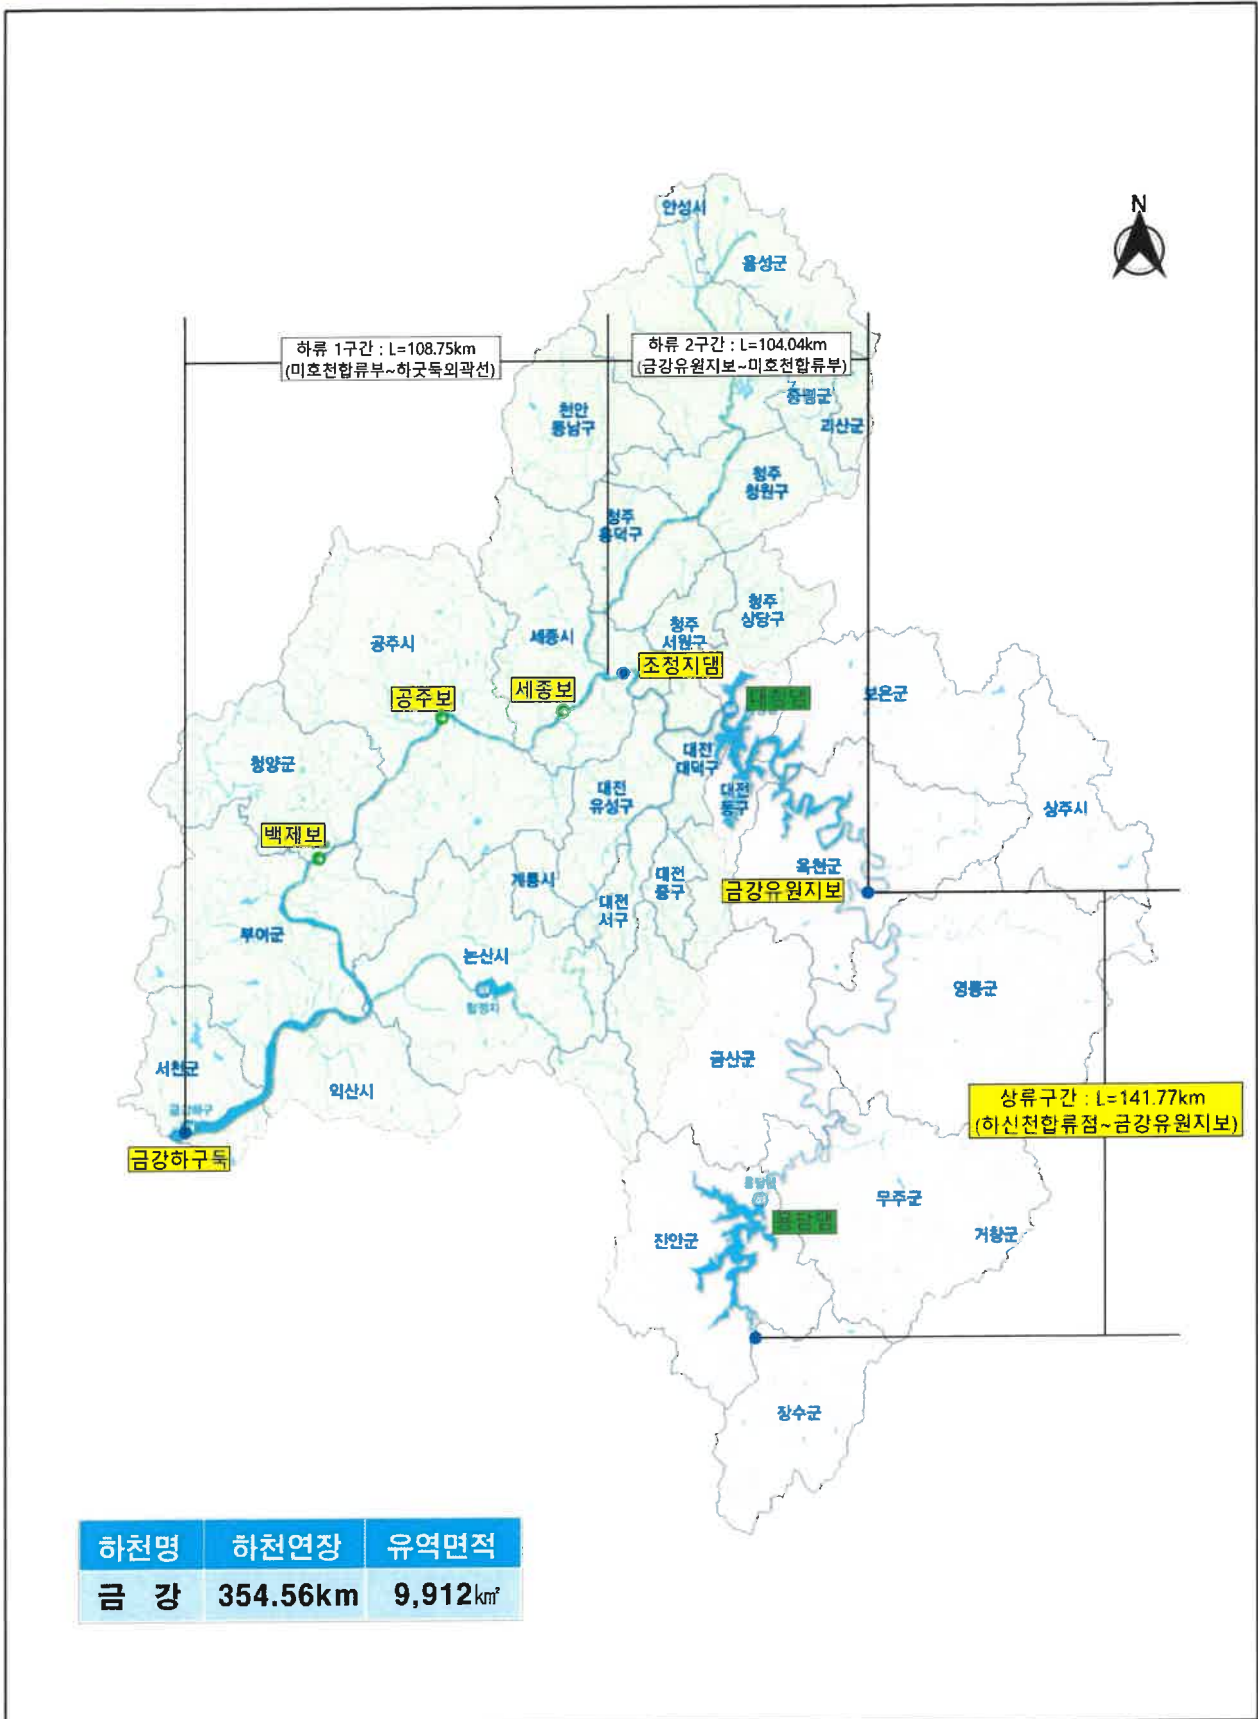 N
안성시
음성군
하류 1구간 : L=108.75km
(미호천합류부~하굿둑외곽선)
하류 2구간 : L=104.04km
(금강유원지보~미호천합류부)
증평군
괴산군
천안
동남구
청주
청원구
청주
흥덕구
청주
상당구
청주
서원구
공주시
세종시
조정지댐
공주보
세종보
대청댐
보은군
청양군
대전
대덕구
대전
유성구
대전
동구
상주시
백제보
옥천군
계룡시
대전
중구
금강유원지보
대전
서구
부여군
논산시
영동군
탑정지
금산군
서천군
익산시
금강하구
상류구간 : L=141.77km
(하신천합류점~금강유원지보)
금강하구둑
용담댐
무주군
용담댐
진안군
거창군
장수군
하천명 하천연장 유역면적
금 강 354.56km 9,912㎢